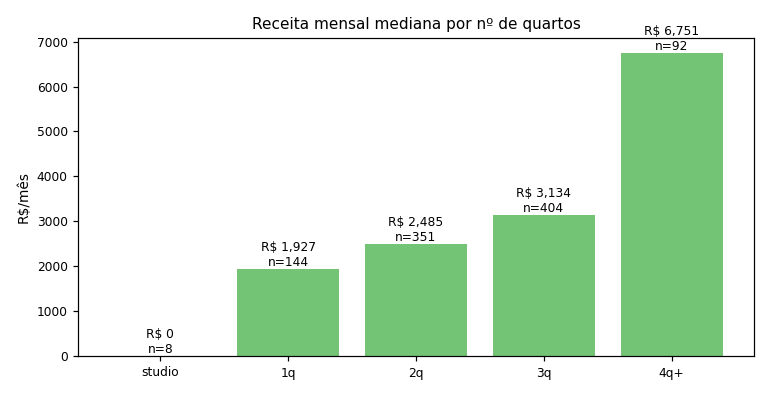 Receita mensal mediana por nº de quartos
R$/mês
7000
6000
5000
4000
3000
2000
1000
0
R$ 0
n=8
R$ 1,927
n=144
R$ 2,485
n=351
R$ 3,134
n=404
R$ 6,751
n=92
studio
1q
2q
3q
4q+